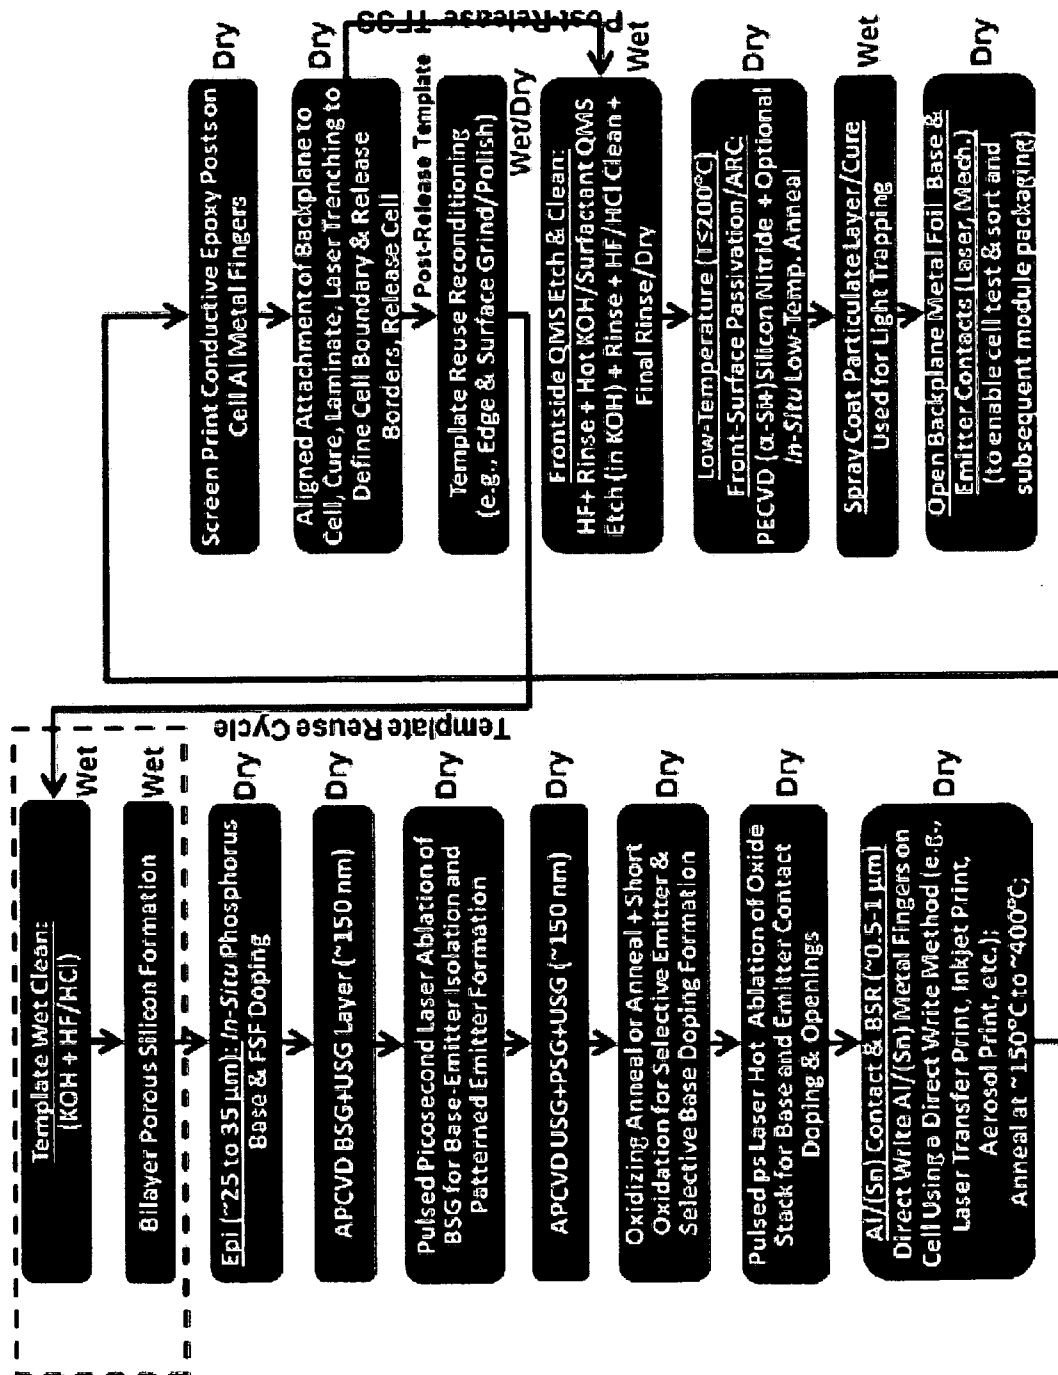 Template Wet Clean:
(KOH + HF/HCl)
Wet
Bilayer Porous Silicon Formation
Wet
Epi (~25 to 35 µm): In-Situ Phosphorus
Base & FSF Doping
Dry
APCVD BSG+USG Layer (~150 nm)
Dry
Pulsed Picosecond Laser Ablation of
BSG for Base-Emitter Isolation and
Patterned Emitter Formation
Dry
APCVD USG+PSG+USG (~150 nm)
Dry
Oxidizing Anneal or Anneal + Short
Oxidation for Selective Emitter &
Selective Base Doping Formation
Dry
Pulsed ps Laser Hot Ablation of Oxide
Stack for Base and Emitter Contact
Doping & Openings
Dry
Al/(Sn) Contact & BSR (~0.5-1 µm)
Direct Write Al/(Sn) Metal Fingers on
Cell Using a Direct Write Method (e.g.,
Laser Transfer Print, Inkjet Print,
Aerosol Print, etc.);
Anneal at ~150°C to ~400°C;
Dry
Template Reuse Cycle
Screen Print Conductive Epoxy Posts on
Cell Al Metal Fingers
Dry
Aligned Attachment of Backplane to
Cell, Cure, Laminate, Laser Trenching to
Define Cell Boundary & Release
Borders, Release Cell
Dry
Post-Release TFSC
Post-Release Template
Template Reuse Reconditioning
(e.g., Edge & Surface Grind/Polish)
Wet/Dry
Frontside QMS Etch & Clean:
HF+ Rinse + Hot KOH/Surfactant QMS
Etch (in KOH) + Rinse + HF/HCl Clean +
Final Rinse/Dry
Wet
Low-Temperature (T≤200°C)
Front-Surface Passivation/ARC:
PECVD (α-Si+)Silicon Nitride + Optional
In-Situ Low-Temp. Anneal
Dry
Spray Coat Particulate Layer/Cure
Used for Light Trapping
Wet
Open Backplane Metal Foil Base &
Emitter Contacts (Laser, Mech.)
(to enable cell test & sort and
subsequent module packaging)
Dry